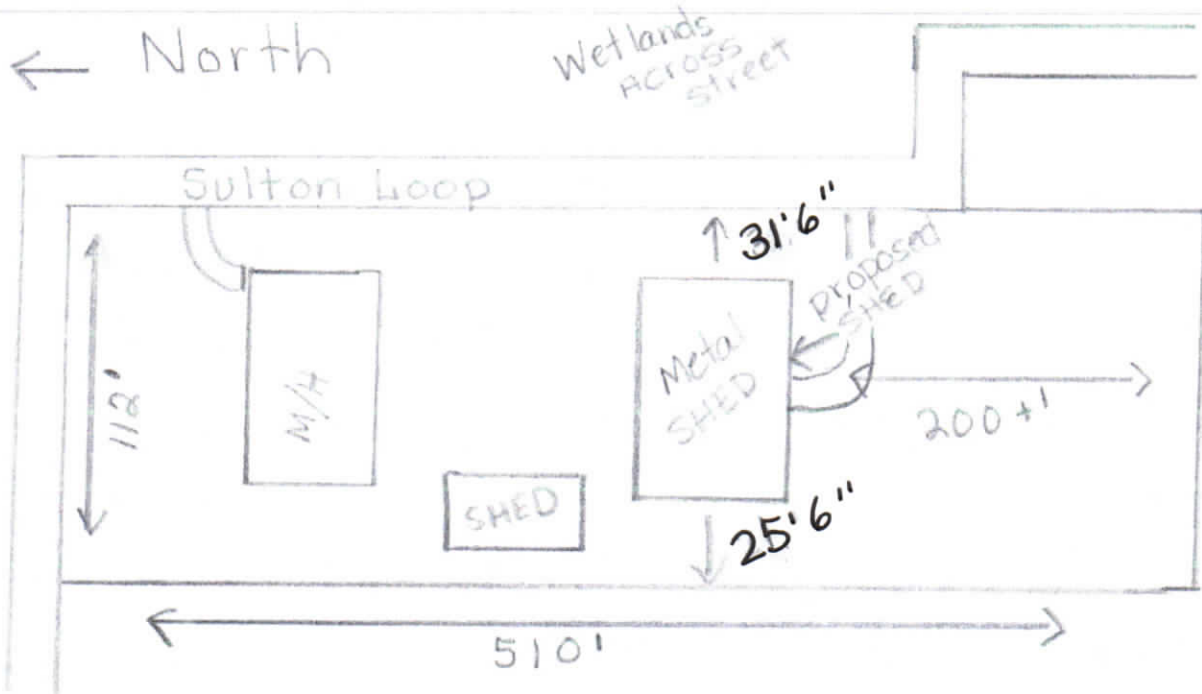 North
Wetlands
Across
Street
Sulton Loop
31'6"
proposed
SHED
112'
M/H
Metal
SHED
200+'
SHED
25'6"
510'